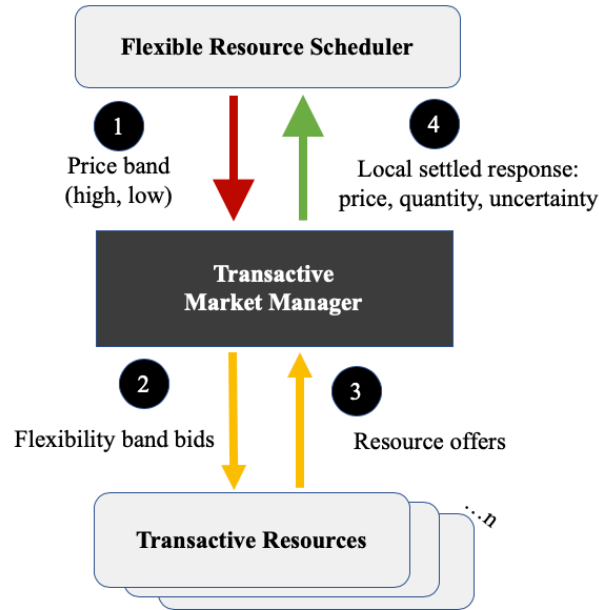 Flexible Resource Scheduler
1
4
Price band
(high, low)
Local settled response:
price, quantity, uncertainty
Transactive
Market Manager
2
3
Flexibility band bids
Resource offers
...n
Transactive Resources